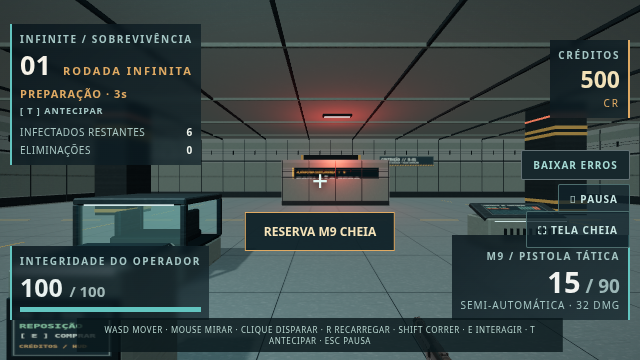 INFINITE / SOBREVIVÊNCIA
01 RODADA INFINITA
PREPARAÇÃO · 3s
[ T ] ANTECIPAR
INFECTADOS RESTANTES 6
ELIMINAÇÕES 0
CRÉDITOS
500
CR
BAIXAR ERROS
PAUSA
TELA CHEIA
RESERVA M9 CHEIA
INTEGRIDADE DO OPERADOR
100 / 100
M9 / PISTOLA TÁTICA
15 / 90
SEMI-AUTOMÁTICA · 32 DMG
REPOSIÇÃO
[ E ]
CRÉDITOS /
WASD MOVER · MOUSE MIRAR · CLIQUE DISPARAR · R RECARREGAR · SHIFT CORRER · E INTERAGIR · T
ANTECIPAR · ESC PAUSA